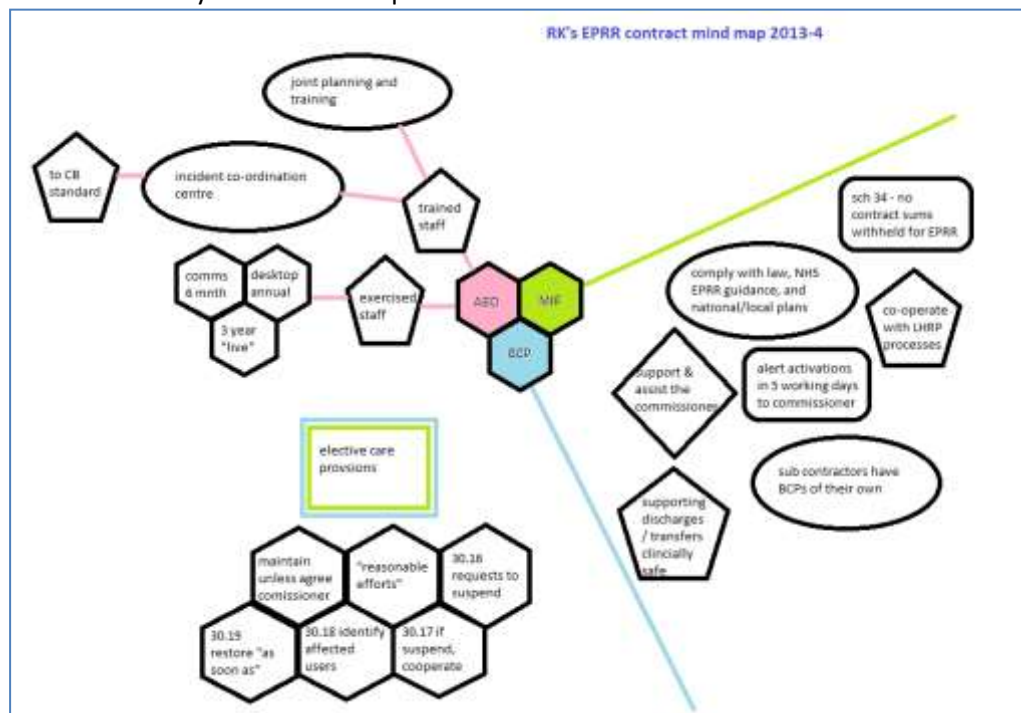 RK's EPRR contract mind map 2013-4
joint planning and
training
to CB
standard
incident co-ordination
centre
trained
staff
sch 34 - no
contract sums
withheld for EPRR
comms
6 mnth
desktop
annual
3 year
"live"
exercised
staff
AEO
MIP
BCP
comply with law, NHS
EPRR guidance, and
national/local plans
co-operate
with LHRP
processes
support &
assist the
commissioner
alert activations
in 5 working days
to commissioner
elective care
provsions
sub contractors have
BCPs of their own
supporting
discharges
/ transfers
clincially
safe
maintain
unless agree
comissioner
"reasonable
efforts"
30.16
requests to
suspend
30.19
restore "as
soon as"
30.18 identify
affected
users
30.17 if
suspend,
cooperate